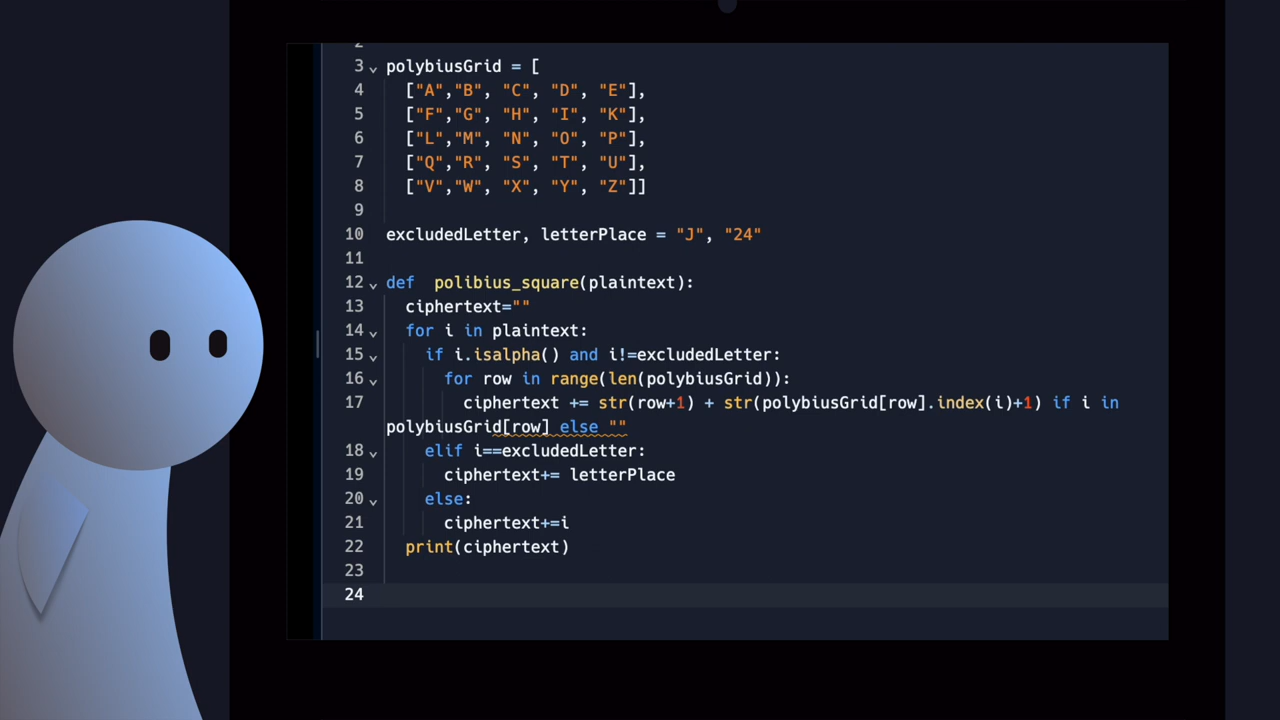 2
3 polybiusGrid = [
4 ["A","B", "C", "D", "E"],
5 ["F","G", "H", "I", "K"],
6 ["L","M", "N", "O", "P"],
7 ["Q","R", "S", "T", "U"],
8 ["V","W", "X", "Y", "Z"]]
9
10 excludedLetter, letterPlace = "J", "24"
11
12 def  polibius_square(plaintext):
13 ciphertext=""
14 for i in plaintext:
15 if i.isalpha() and i!=excludedLetter:
16 for row in range(len(polybiusGrid)):
17 ciphertext += str(row+1) + str(polybiusGrid[row].index(i)+1) if i in
polybiusGrid[row] else ""
18 elif i==excludedLetter:
19 ciphertext+= letterPlace
20 else:
21 ciphertext+=i
22 print(ciphertext)
23
24